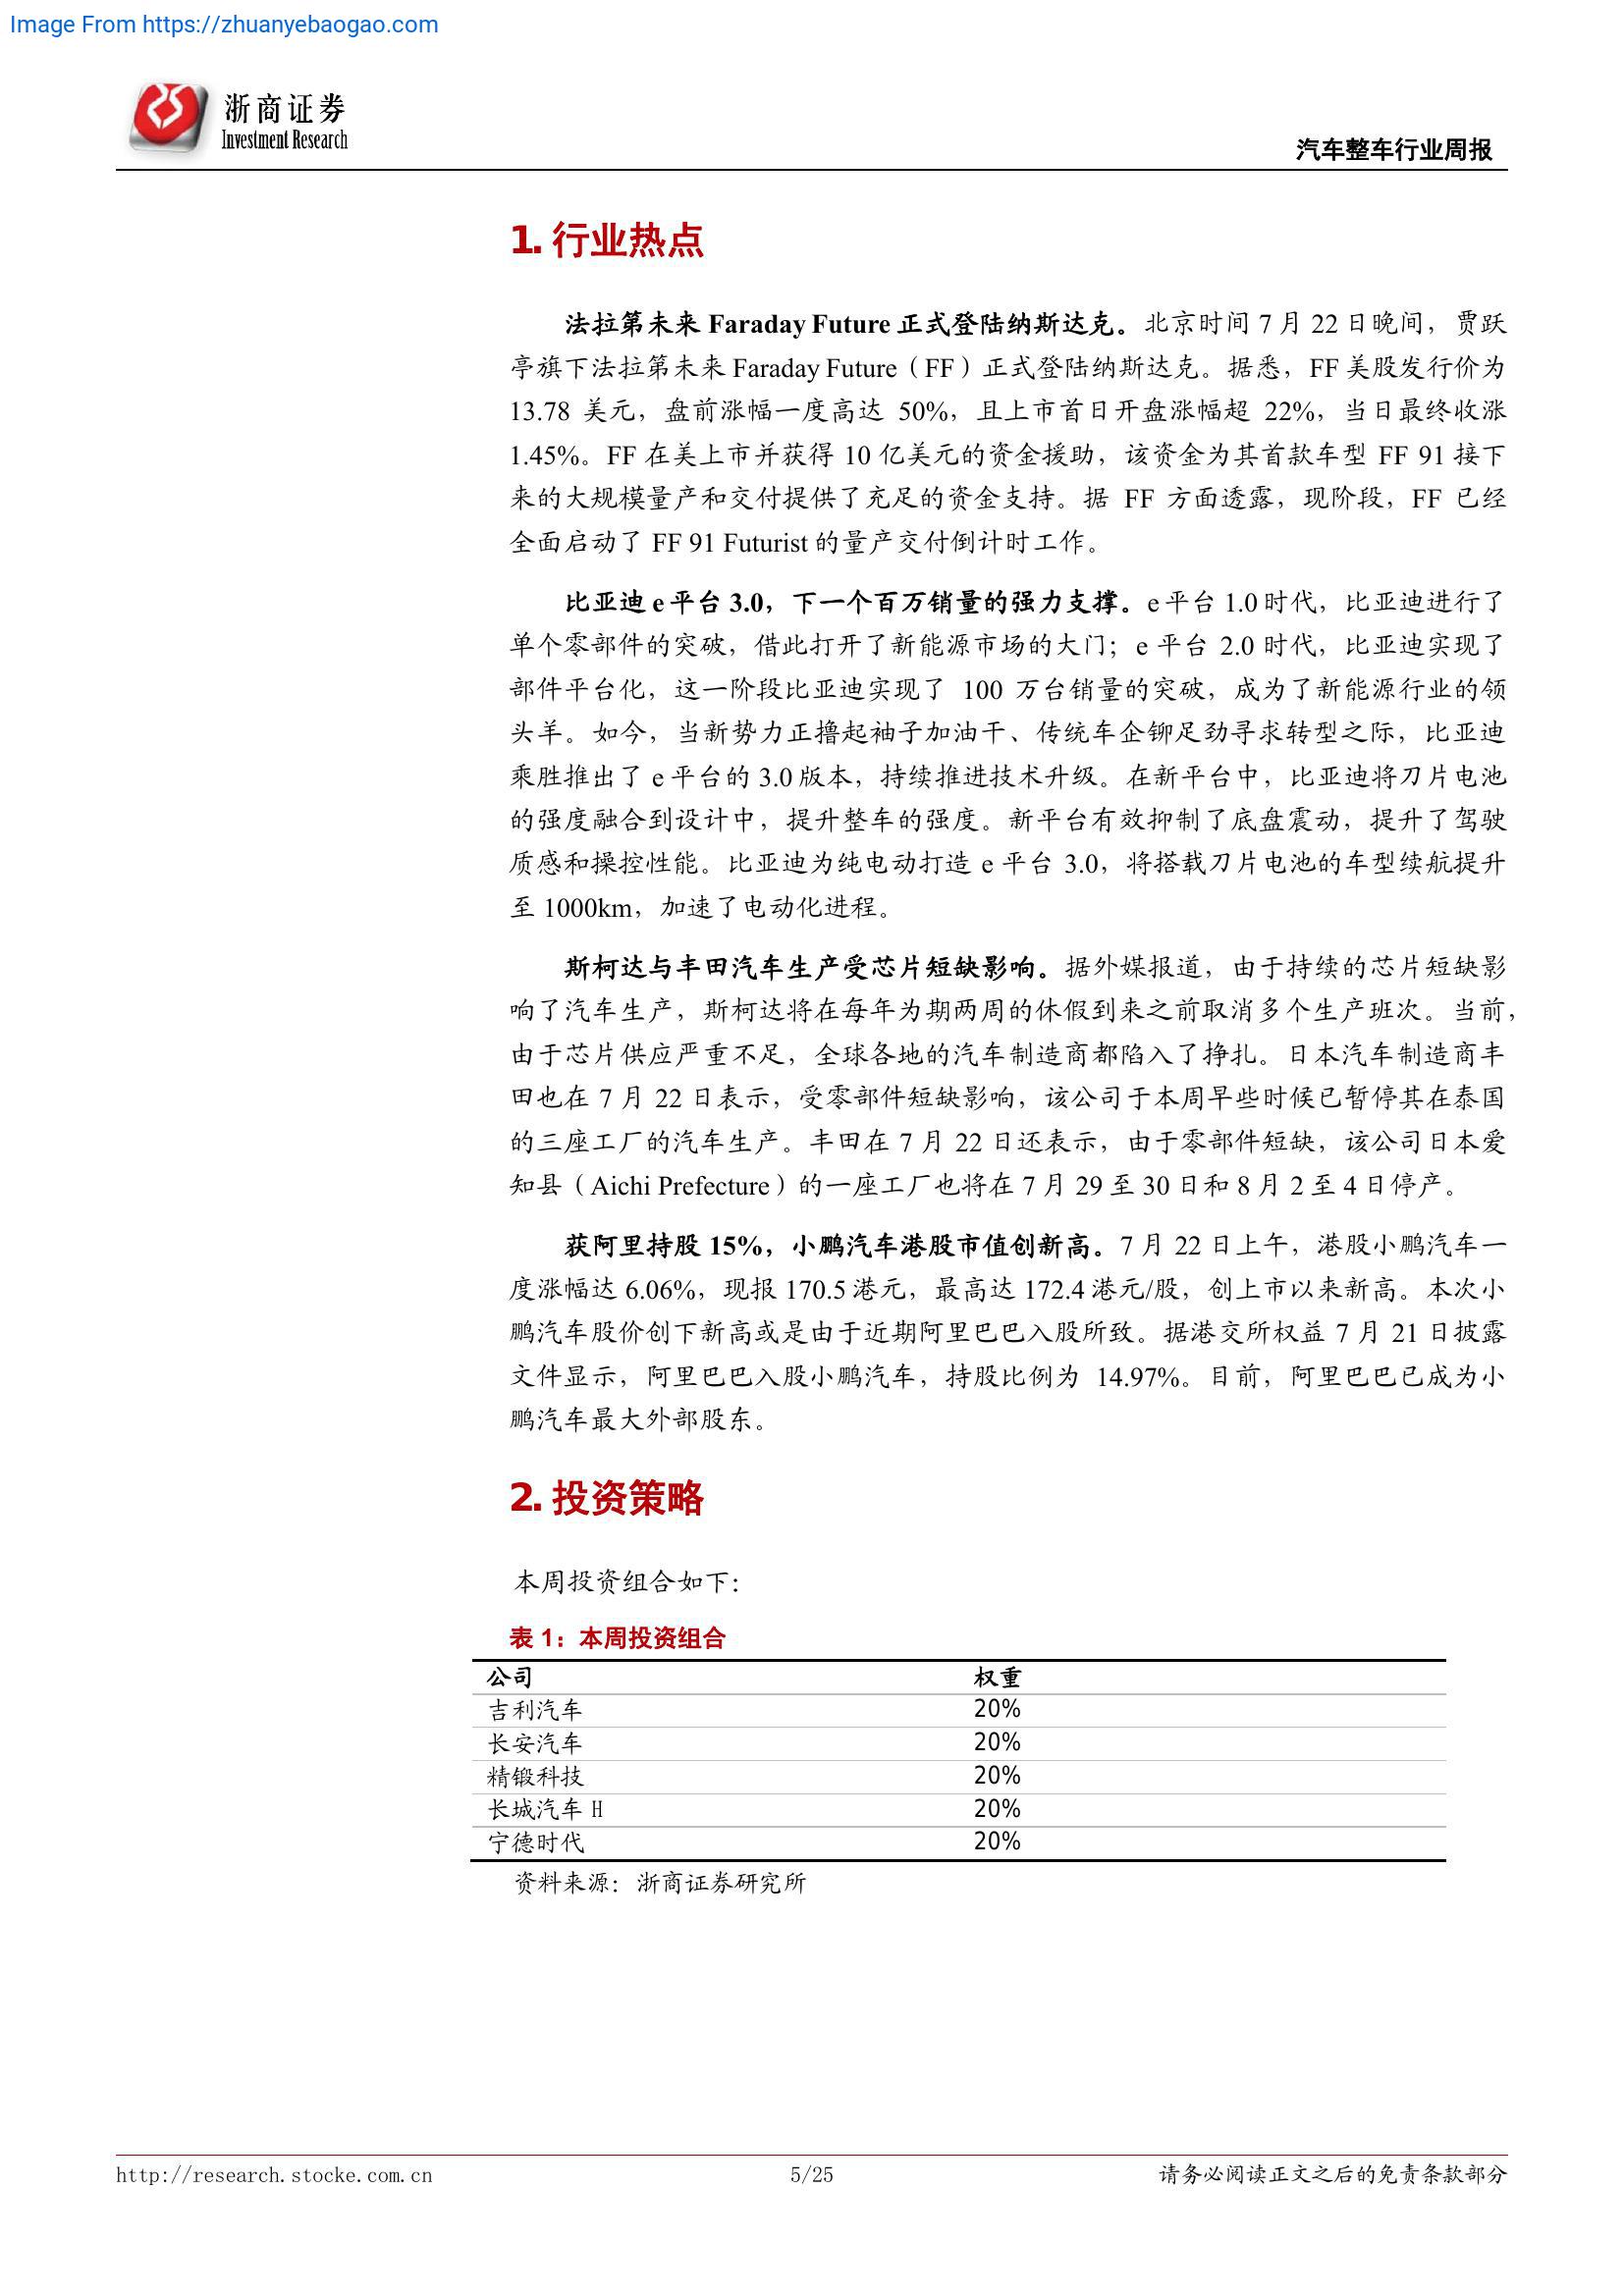 Image From https://zhuanyebaogao.com
浙商证券
Investment Research
汽车整车行业周报
1. 行业热点
法拉第未来 Faraday Future 正式登陆纳斯达克。北京时间 7 月 22 日晚间，贾跃
亭旗下法拉第未来 Faraday Future（FF）正式登陆纳斯达克。据悉，FF 美股发行价为
13.78 美元，盘前涨幅一度高达 50%，且上市首日开盘涨幅超 22%，当日最终收涨
1.45%。FF 在美上市并获得 10 亿美元的资金援助，该资金为其首款车型 FF 91 接下
来的大规模量产和交付提供了充足的资金支持。据 FF 方面透露，现阶段，FF 已经
全面启动了 FF 91 Futurist 的量产交付倒计时工作。
比亚迪 e 平台 3.0，下一个百万销量的强力支撑。e 平台 1.0 时代，比亚迪进行了
单个零部件的突破，借此打开了新能源市场的大门；e 平台 2.0 时代，比亚迪实现了
部件平台化，这一阶段比亚迪实现了 100 万台销量的突破，成为了新能源行业的领
头羊。如今，当新势力正撸起袖子加油干、传统车企铆足劲寻求转型之际，比亚迪
乘胜推出了 e 平台的 3.0 版本，持续推进技术升级。在新平台中，比亚迪将刀片电池
的强度融合到设计中，提升整车的强度。新平台有效抑制了底盘震动，提升了驾驶
质感和操控性能。比亚迪为纯电动打造 e 平台 3.0，将搭载刀片电池的车型续航提升
至 1000km，加速了电动化进程。
斯柯达与丰田汽车生产受芯片短缺影响。据外媒报道，由于持续的芯片短缺影
响了汽车生产，斯柯达将在每年为期两周的休假到来之前取消多个生产班次。当前，
由于芯片供应严重不足，全球各地的汽车制造商都陷入了挣扎。日本汽车制造商丰
田也在 7 月 22 日表示，受零部件短缺影响，该公司于本周早些时候已暂停其在泰国
的三座工厂的汽车生产。丰田在 7 月 22 日还表示，由于零部件短缺，该公司日本爱
知县（Aichi Prefecture）的一座工厂也将在 7 月 29 至 30 日和 8 月 2 至 4 日停产。
获阿里持股 15%，小鹏汽车港股市值创新高。7 月 22 日上午，港股小鹏汽车一
度涨幅达 6.06%，现报 170.5 港元，最高达 172.4 港元/股，创上市以来新高。本次小
鹏汽车股价创下新高或是由于近期阿里巴巴入股所致。据港交所权益 7 月 21 日披露
文件显示，阿里巴巴入股小鹏汽车，持股比例为 14.97%。目前，阿里巴巴已成为小
鹏汽车最大外部股东。
2. 投资策略
本周投资组合如下：
表 1：本周投资组合
公司 权重
吉利汽车 20%
长安汽车 20%
精锻科技 20%
长城汽车 H 20%
宁德时代 20%
资料来源：浙商证券研究所
http://research.stocke.com.cn 5/25 请务必阅读正文之后的免责条款部分